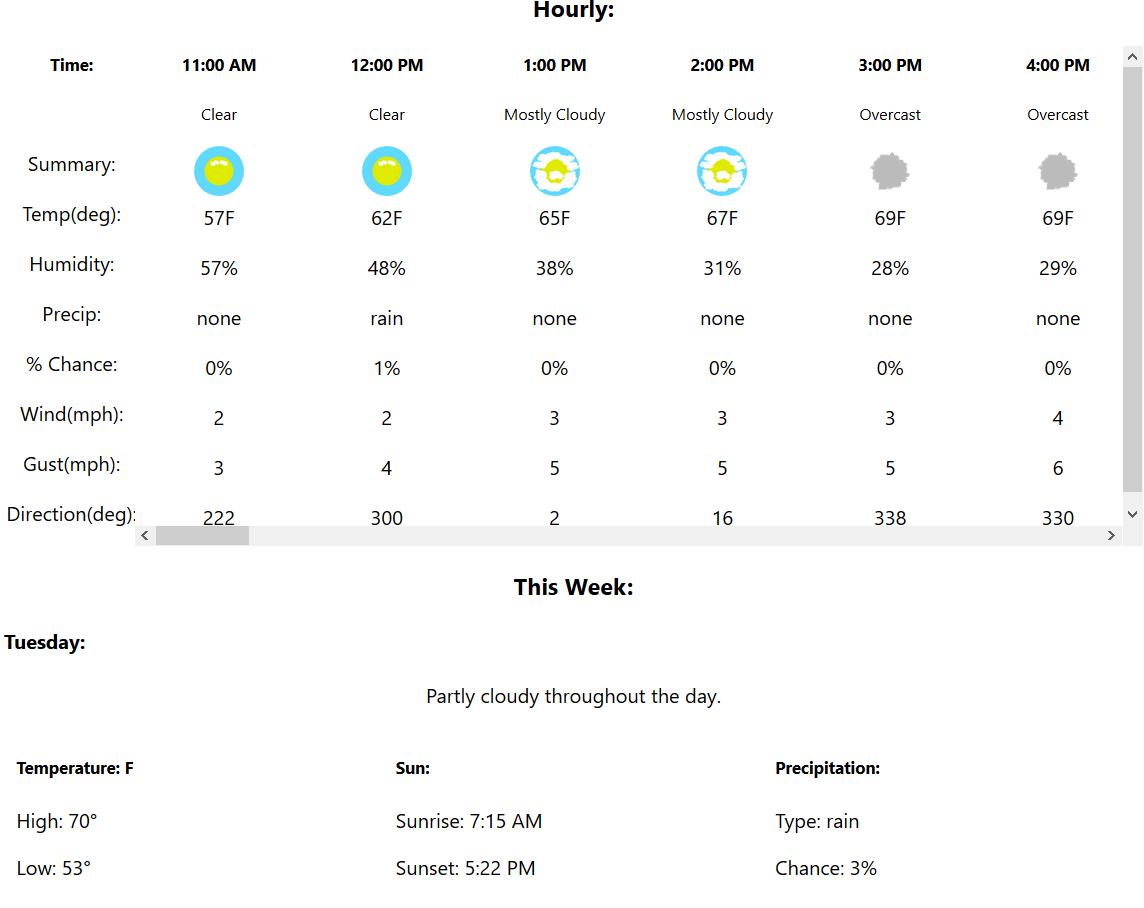 Hourly:
Time: 11:00 AM 12:00 PM 1:00 PM 2:00 PM 3:00 PM 4:00 PM
Clear Clear Mostly Cloudy Mostly Cloudy Overcast Overcast
Summary:
Temp(deg): 57F 62F 65F 67F 69F 69F
Humidity: 57% 48% 38% 31% 28% 29%
Precip: none rain none none none none
% Chance: 0% 1% 0% 0% 0% 0%
Wind(mph): 2 2 3 3 3 4
Gust(mph): 3 4 5 5 5 6
Direction(deg): 222 300 2 16 338 330
This Week:
Tuesday:
Partly cloudy throughout the day.
Temperature: F Sun: Precipitation:
High: 70° Sunrise: 7:15 AM Type: rain
Low: 53° Sunset: 5:22 PM Chance: 3%